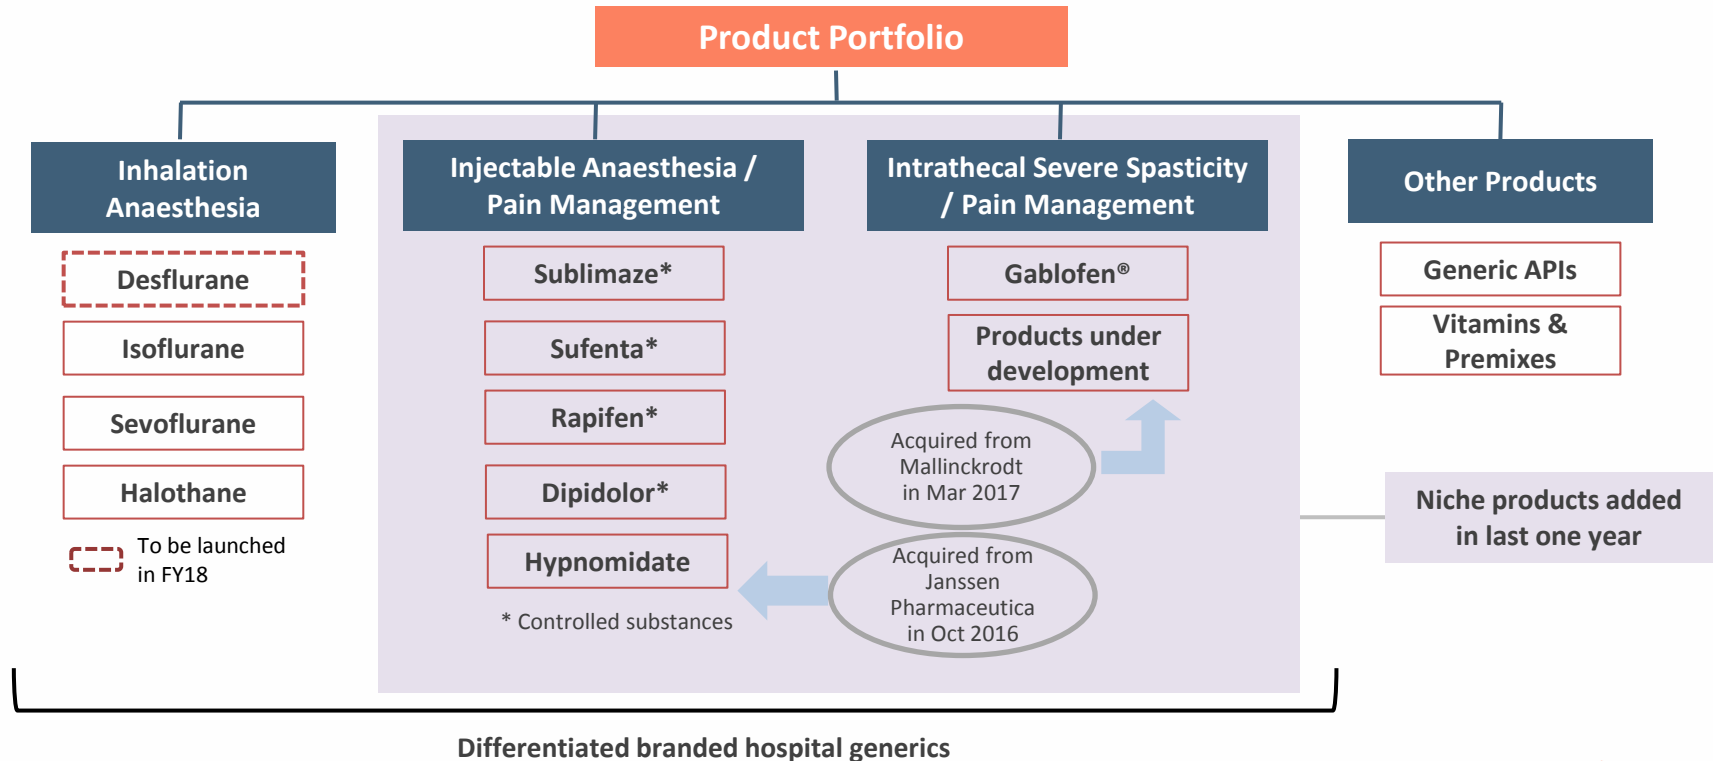 Product Portfolio
Inhalation
Anaesthesia
Desflurane
Isoflurane
Sevoflurane
Halothane
To be launched
in FY18
Injectable Anaesthesia /
Pain Management
Sublimaze*
Sufenta*
Rapifen*
Dipidolor*
Hypnomidate
* Controlled substances
Intrathecal Severe Spasticity
/ Pain Management
Gablofen®
Products under
development
Acquired from
Mallinckrodt
in Mar 2017
Acquired from
Janssen
Pharmaceutica
in Oct 2016
Other Products
Generic APIs
Vitamins &
Premixes
Niche products added
in last one year
Differentiated branded hospital generics